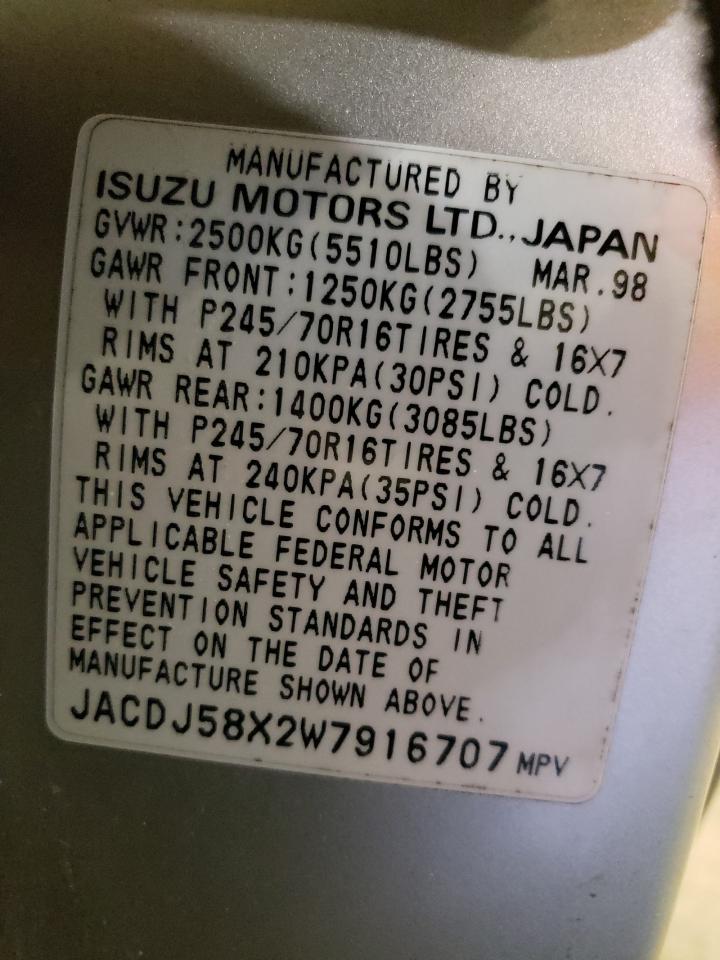 MANUFACTURED BY
ISUZU MOTORS LTD., JAPAN
GVWR:2500KG(5510LBS) MAR.98
GAWR FRONT:1250KG(2755LBS)
WITH P245/70R16TIRES & 16X7
RIMS AT 210KPA(30PSI) COLD.
GAWR REAR:1400KG(3085LBS)
WITH P245/70R16TIRES & 16X7
RIMS AT 240KPA(35PSI) COLD.
THIS VEHICLE CONFORMS TO ALL
APPLICABLE FEDERAL MOTOR
VEHICLE SAFETY AND THEFT
PREVENTION STANDARDS IN
EFFECT ON THE DATE OF
MANUFACTURE SHOWN ABOVE.
JACDJ58X2W7916707 MPV